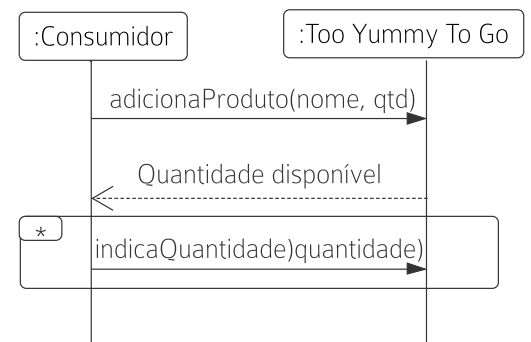 :Consumidor
:Too Yummy To Go
adicionaProduto(nome, qtd)
Quantidade disponível
*
indicaQuantidade)quantidade)